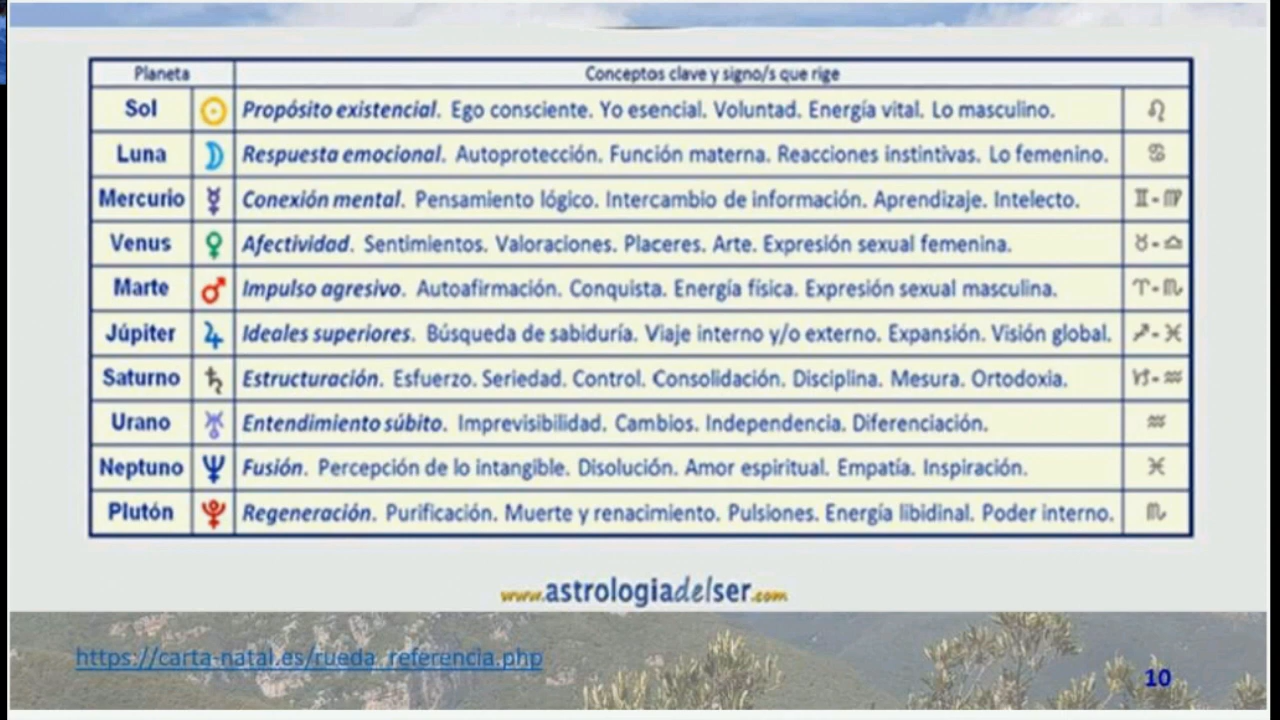 Planeta Conceptos clave y signo/s que rige
Sol ☉ Propósito existencial. Ego consciente. Yo esencial. Voluntad. Energía vital. Lo masculino. ♌
Luna ☽ Respuesta emocional. Autoprotección. Función materna. Reacciones instintivas. Lo femenino. ♋
Mercurio ☿ Conexión mental. Pensamiento lógico. Intercambio de información. Aprendizaje. Intelecto. ♊-♍
Venus ♀ Afectividad. Sentimientos. Valoraciones. Placeres. Arte. Expresión sexual femenina. ♉-♎
Marte ♂ Impulso agresivo. Autoafirmación. Conquista. Energía física. Expresión sexual masculina. ♈-♏
Júpiter ♃ Ideales superiores. Búsqueda de sabiduría. Viaje interno y/o externo. Expansión. Visión global. ♐-♓
Saturno ♄ Estructuración. Esfuerzo. Seriedad. Control. Consolidación. Disciplina. Mesura. Ortodoxia. ♑-♒
Urano ♅ Entendimiento súbito. Imprevisibilidad. Cambios. Independencia. Diferenciación. ♒
Neptuno ♆ Fusión. Percepción de lo intangible. Disolución. Amor espiritual. Empatía. Inspiración. ♓
Plutón ♇ Regeneración. Purificación. Muerte y renacimiento. Pulsiones. Energía libidinal. Poder interno. ♏
www.astrologiadelser.com
https://carta-natal.es/rueda_referencia.php
10